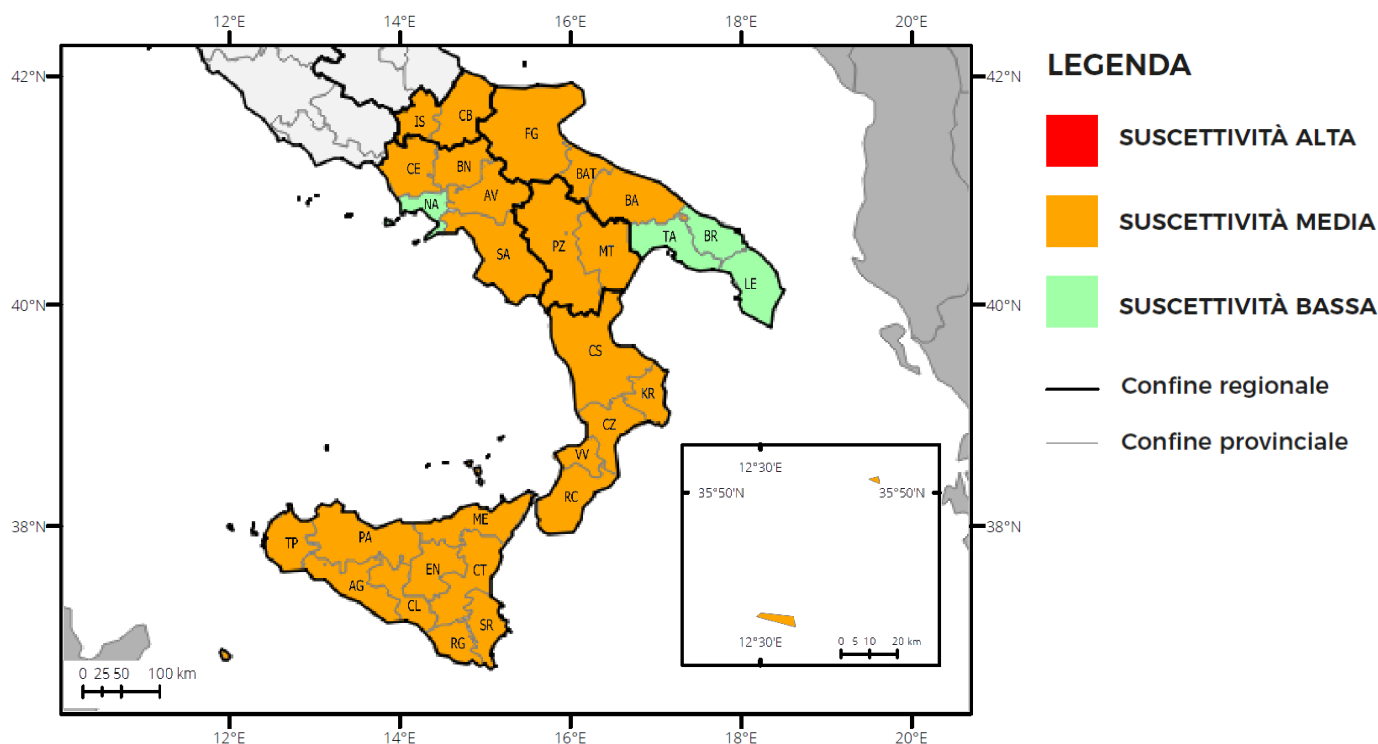 12°E 14°E 16°E 18°E 20°E
42°N 42°N
LEGENDA
SUSCETTIVITÀ ALTA
SUSCETTIVITÀ MEDIA
SUSCETTIVITÀ BASSA
Confine regionale
Confine provinciale
IS CB FG
CE BN BAT
NA AV BA
SA PZ MT TA BR
LE
40°N 40°N
CS
KR
CZ
VV
RC
38°N 38°N
ME
TP PA
AG EN CT
CL
SR
RG
12°30'E
35°50'N 35°50'N
12°30'E
0 5 10 20 km
0 25 50 100 km
12°E 14°E 16°E 18°E 20°E